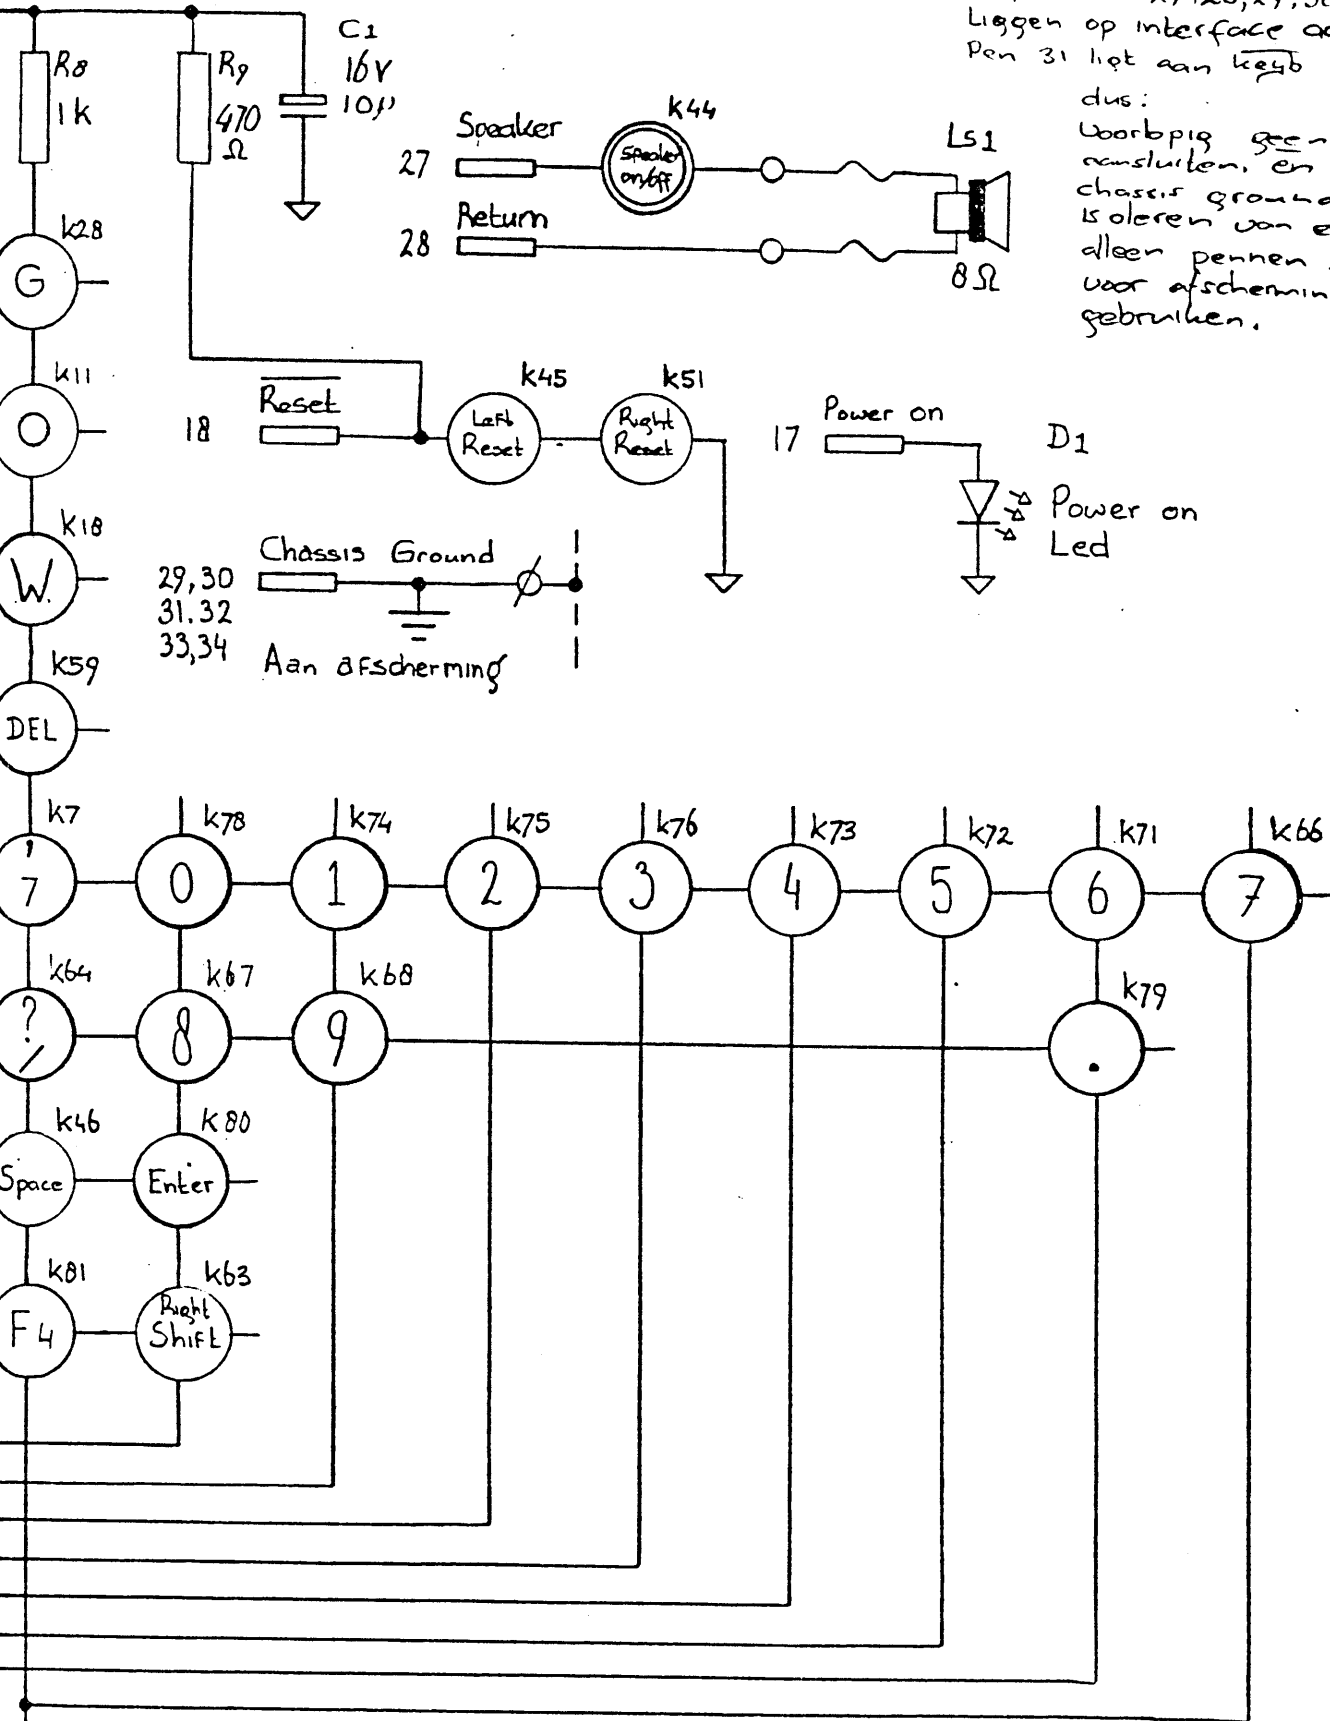 Liggen op interface
Pen 31 ligt aan keyb
dus:
Voorlopig geen
aansluiten. en
chassis ground
isoleren van
alleen pennen
voor afschermin
gebruiken.
R8
1k
R9
470
Ω
C1
16V
10µ
Speaker
27
k44
Speaker
on/off
Return
28
LS1
8Ω
k28
G
k11
O
k18
W
k59
DEL
Reset
18
k45
Left
Reset
k51
Right
Reset
Power on
17
D1
Power on
Led
Chassis Ground
29,30
31.32
33,34
Aan afscherming
k7
'
7
k78
0
k74
1
k75
2
k76
3
k73
4
k72
5
k71
6
k66
7
k64
?
/
k67
8
k68
9
k79
.
k46
Space
k80
Enter
k81
F4
k63
Right
Shift